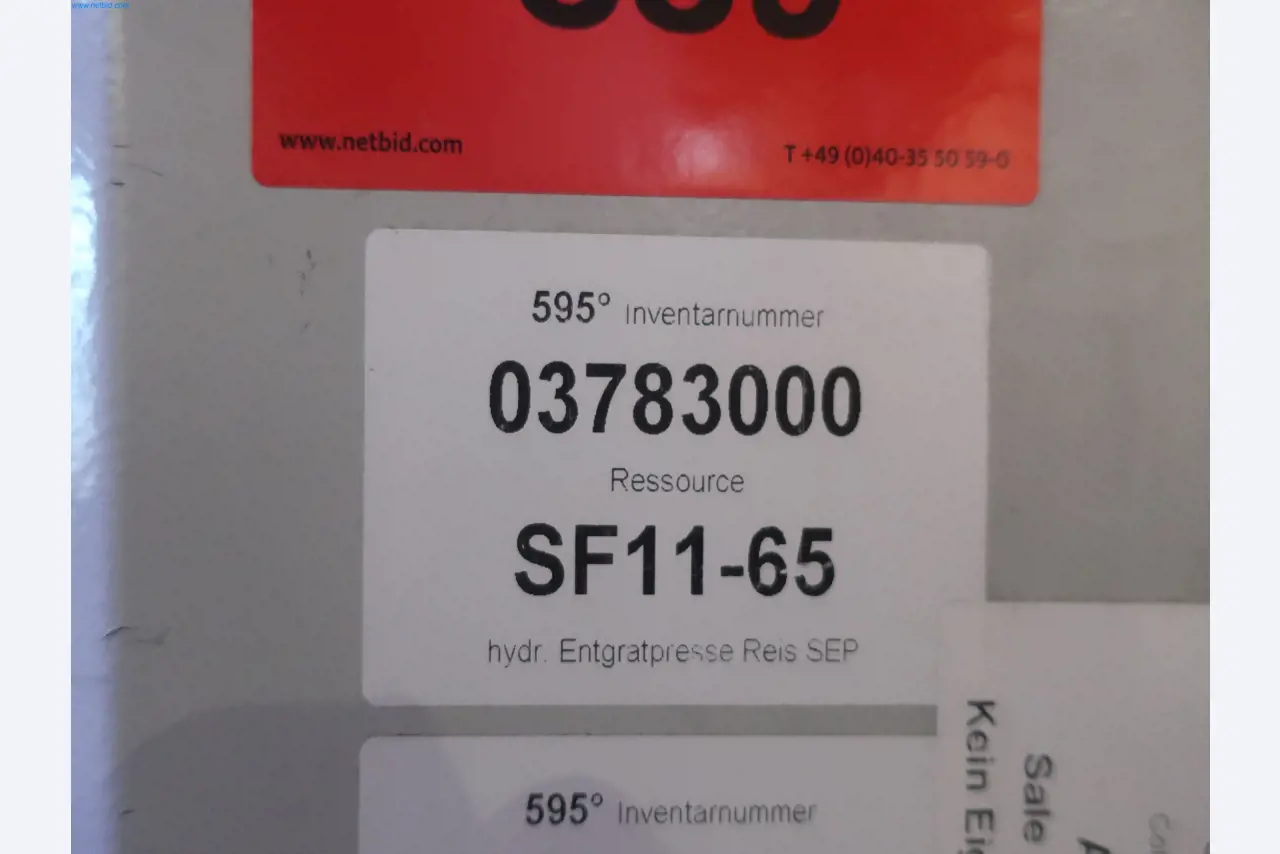 www.netbid.com
www.netbid.com
T +49 (0)40-35 50 59-0
595° Inventarnummer
03783000
Ressource
SF11-65
hydr. Entgratpresse Reis SEP
595° Inventarnummer
Sale
Kein